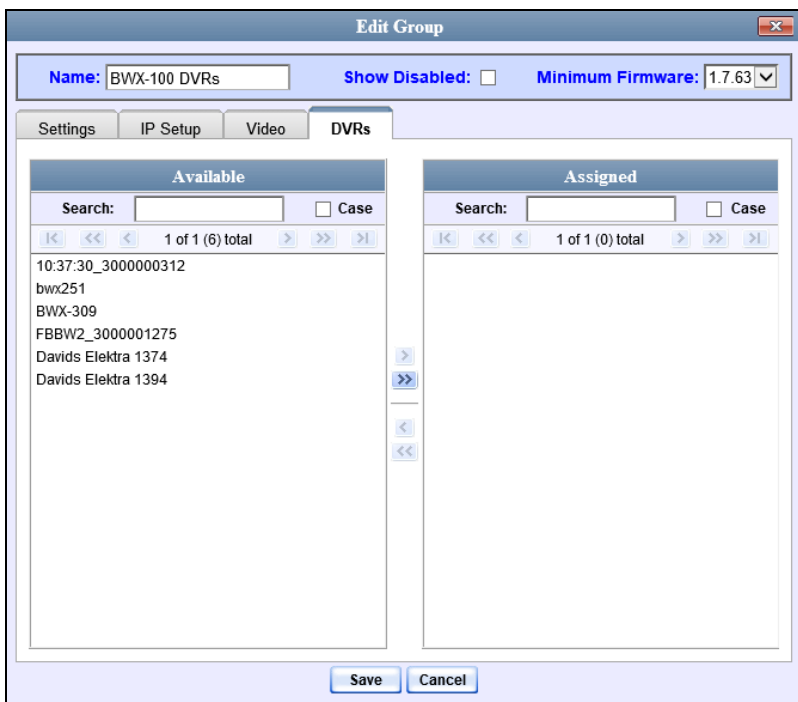 Edit Group
Name: BWX-100 DVRs Show Disabled: Minimum Firmware: 1.7.63
Settings IP Setup Video DVRs
Available
Search: Case
1 of 1 (6) total
10:37:30_3000000312
bwx251
BWX-309
FBBW2_3000001275
Davids Elektra 1374
Davids Elektra 1394
Assigned
Search: Case
1 of 1 (0) total
Save Cancel